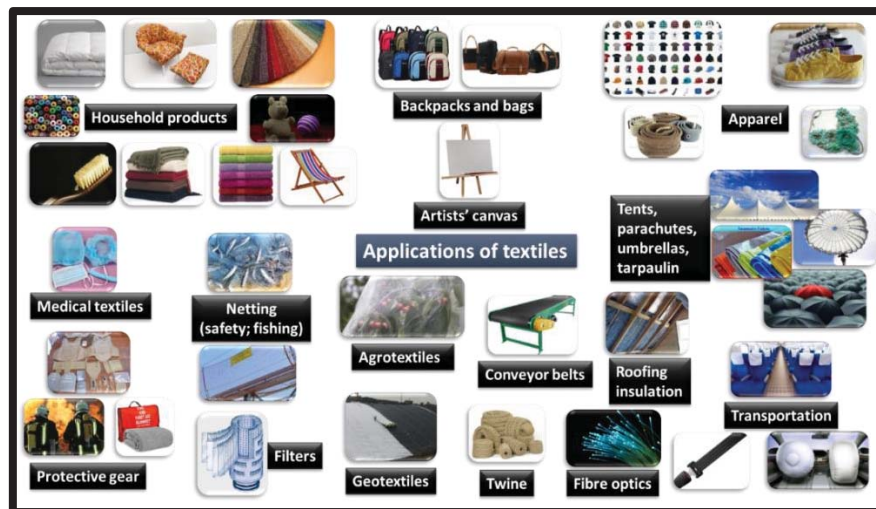 Household products
Backpacks and bags
Apparel
Artists' canvas
Tents,
parachutes,
umbrellas,
tarpaulin
Applications of textiles
Medical textiles
Netting
(safety; fishing)
Agrotextiles
Conveyor belts
Roofing
insulation
Transportation
Protective gear
Filters
Geotextiles
Twine
Fibre optics